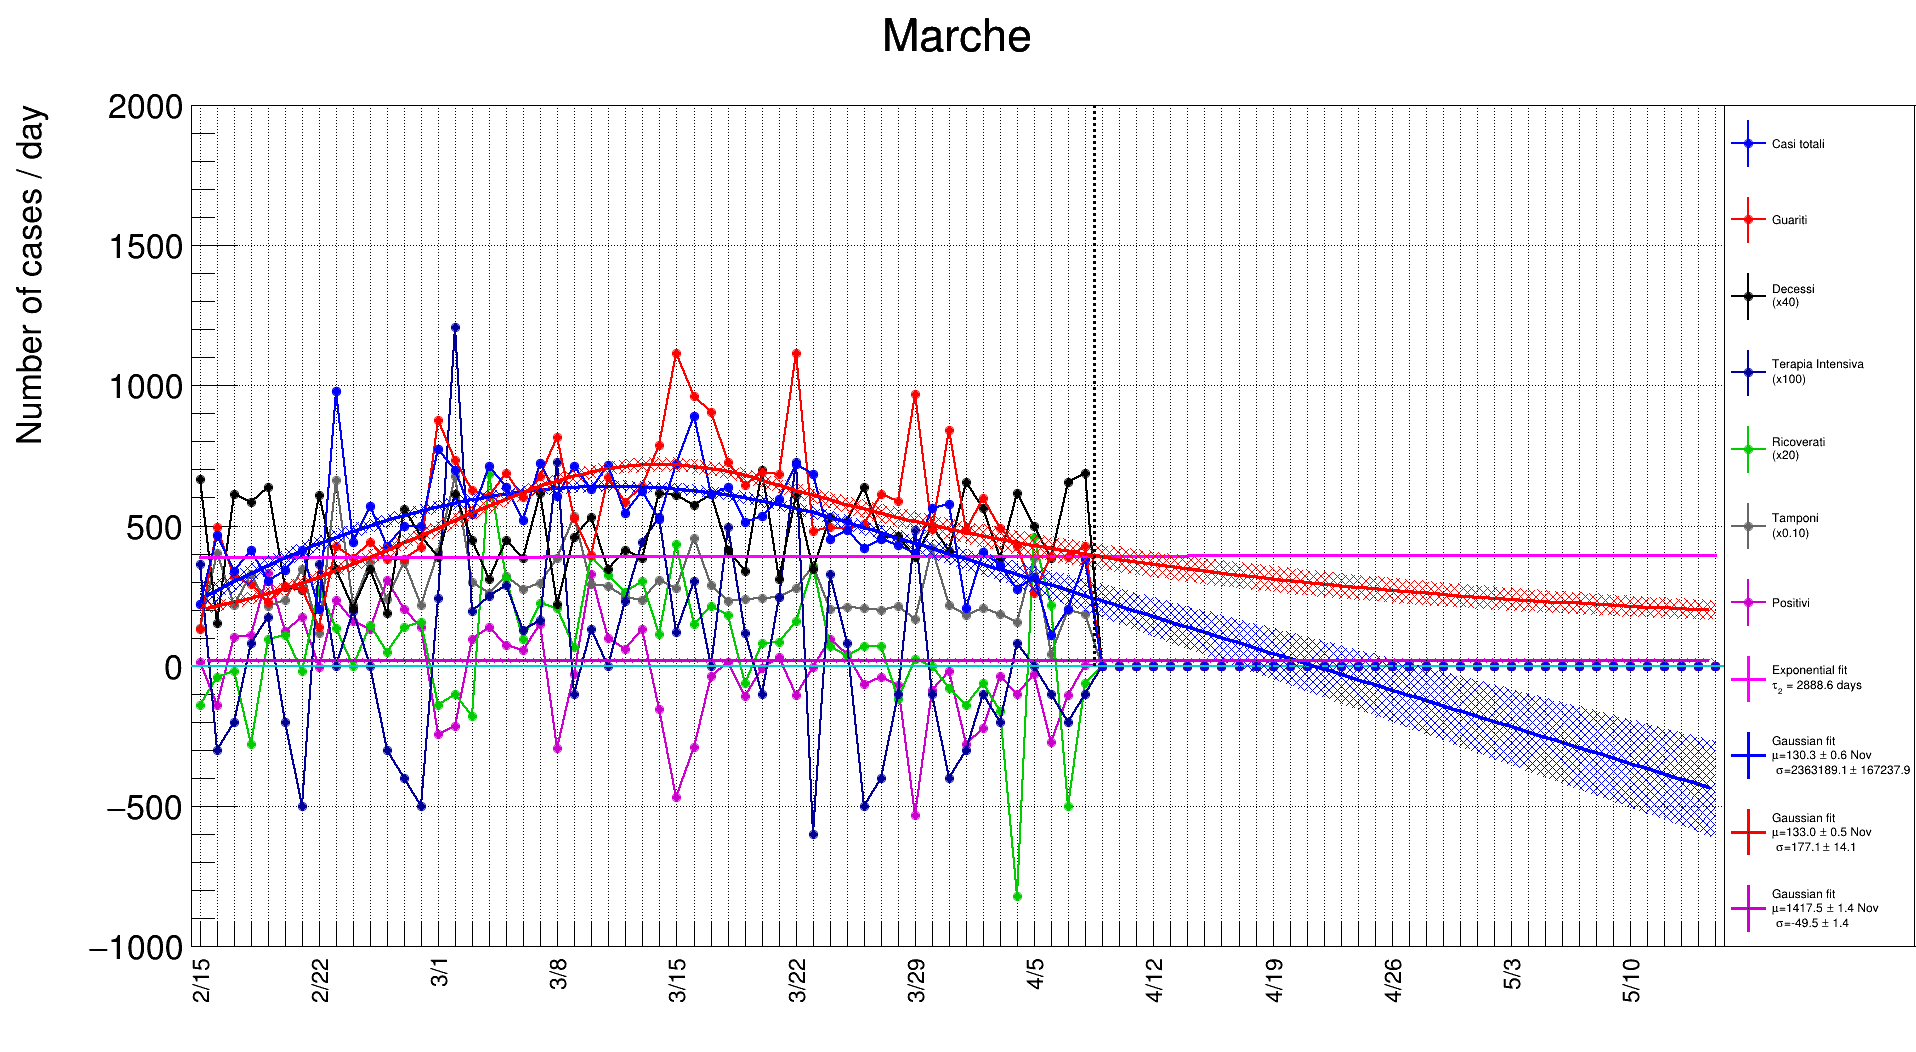 Marche
Number of cases / day
2000
1500
1000
500
0
−500
−1000
2/15
2/22
3/1
3/8
3/15
3/22
3/29
4/5
4/12
4/19
4/26
5/3
5/10
Casi totali
Guariti
Decessi
(x40)
Terapia Intensiva
(x100)
Ricoverati
(x20)
Tamponi
(x0.10)
Positivi
Exponential fit
τ2 = 2888.6 days
Gaussian fit
μ=130.3 ± 0.6 Nov
σ=2363189.1 ± 167237.9
Gaussian fit
μ=133.0 ± 0.5 Nov
σ=177.1 ± 14.1
Gaussian fit
μ=1417.5 ± 1.4 Nov
σ=-49.5 ± 1.4